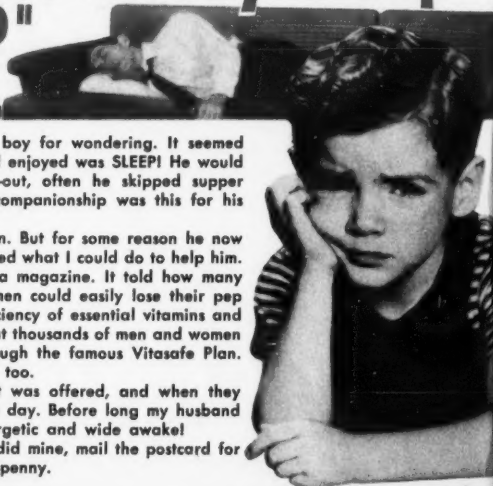 boy for wondering. It seemed
enjoyed was SLEEP! He would
-out, often he skipped supper
companionship was this for his
n. But for some reason he now
ed what I could do to help him.
a magazine. It told how many
en could easily lose their pep
ciency of essential vitamins and
t thousands of men and women
ugh the famous Vitasafe Plan.
too.
was offered, and when they
day. Before long my husband
rgetic and wide awake!
did mine, mail the postcard for
penny.